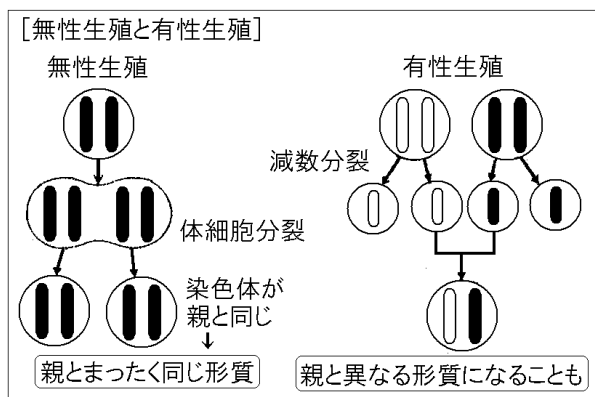 [無性生殖と有性生殖]
無性生殖
体細胞分裂
染色体が
親と同じ
↓
親とまったく同じ形質
有性生殖
減数分裂
親と異なる形質になることも